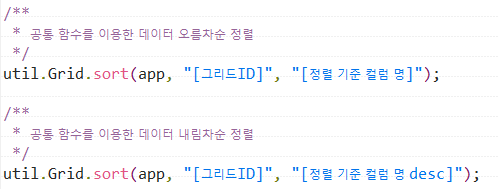 /**
 * 공통 함수를 이용한 데이터 오름차순 정렬
 */
util.Grid.sort(app, "[그리드ID]", "[정렬 기준 컬럼 명]");
/**
 * 공통 함수를 이용한 데이터 내림차순 정렬
 */
util.Grid.sort(app, "[그리드ID]", "[정렬 기준 컬럼 명 desc]");